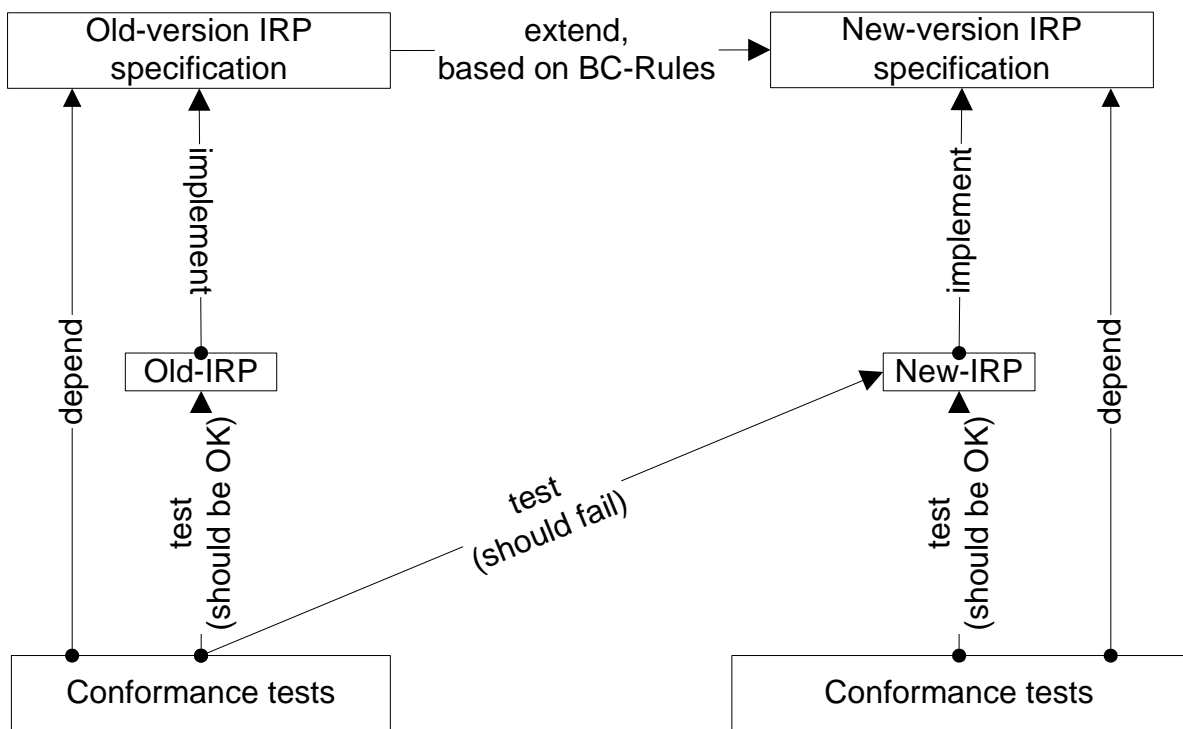 Old-version IRP
specification
extend,
based on BC-Rules
New-version IRP
specification
implement
implement
depend
Old-IRP
New-IRP
depend
test
(should be OK)
test
(should fail)
test
(should be OK)
Conformance tests
Conformance tests